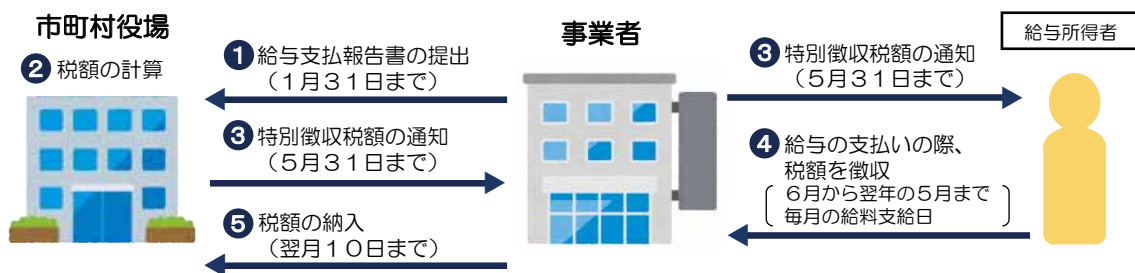 市町村役場
❷税額の計算
❶給与支払報告書の提出
(1月31日まで)
❸特別徴収税額の通知
(5月31日まで)
❺税額の納入
(翌月10日まで)
事業者
❸特別徴収税額の通知
(5月31日まで)
❹給与の支払いの際、
税額を徴収
6月から翌年の5月まで
毎月の給料支給日
給与所得者